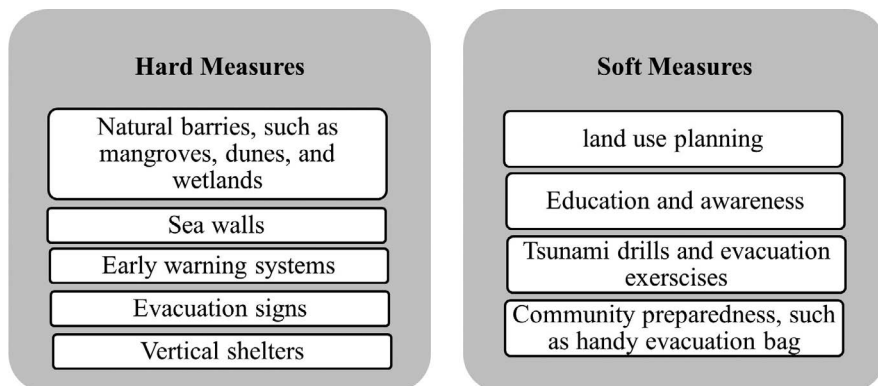 Hard Measures
Natural barries, such as
mangroves, dunes, and
wetlands
Sea walls
Early warning systems
Evacuation signs
Vertical shelters
Soft Measures
land use planning
Education and awareness
Tsunami drills and evacuation
exerscises
Community preparedness, such
as handy evacuation bag